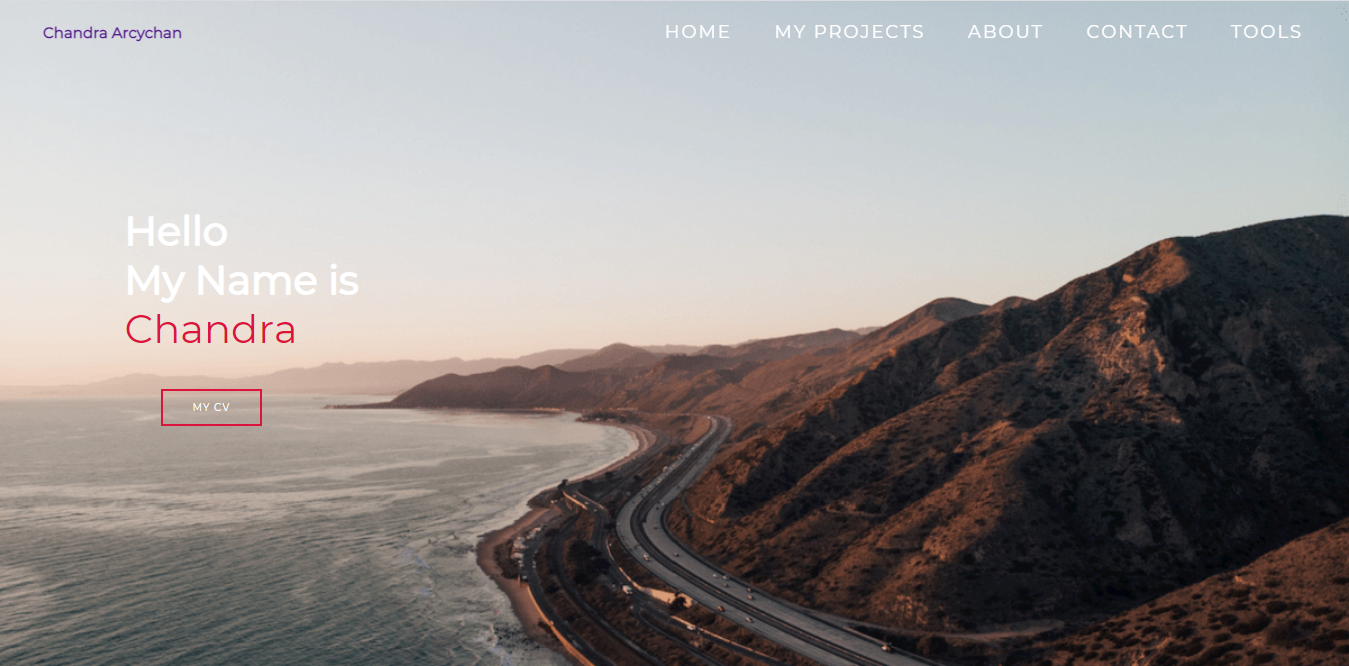 Chandra Arcychan
HOME MY PROJECTS ABOUT CONTACT TOOLS
Hello
My Name is
Chandra
MY CV